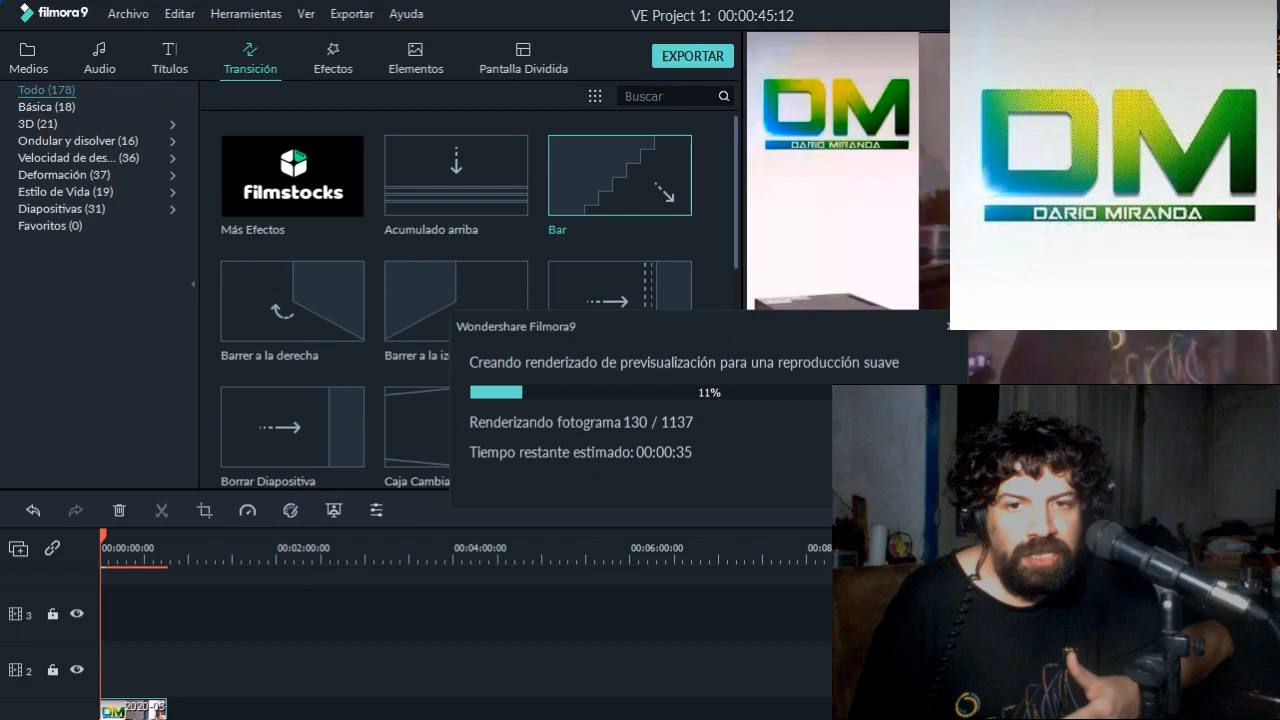 filmora9 Archivo Editar Herramientas Ver Exportar Ayuda VE Project 1: 00:00:45:12
Medios Audio Títulos Transición Efectos Elementos Pantalla Dividida EXPORTAR
Todo (178)
Básica (18)
3D (21)
Ondular y disolver (16)
Velocidad de des... (36)
Deformación (37)
Estilo de Vida (19)
Diapositivas (31)
Favoritos (0)
Buscar
filmstocks
Más Efectos Acumulado arriba Bar
Barrer a la derecha Barrer a la iz
Borrar Diapositiva Caja Cambia
DM
DARIO MIRANDA
DM
DARIO MIRANDA
Wondershare Filmora9
Creando renderizado de previsualización para una reproducción suave
11%
Renderizando fotograma 130 / 1137
Tiempo restante estimado: 00:00:35
00:00:00:00 00:02:00:00 00:04:00:00 00:06:00:00 00:08
3
2
DM 2020-03